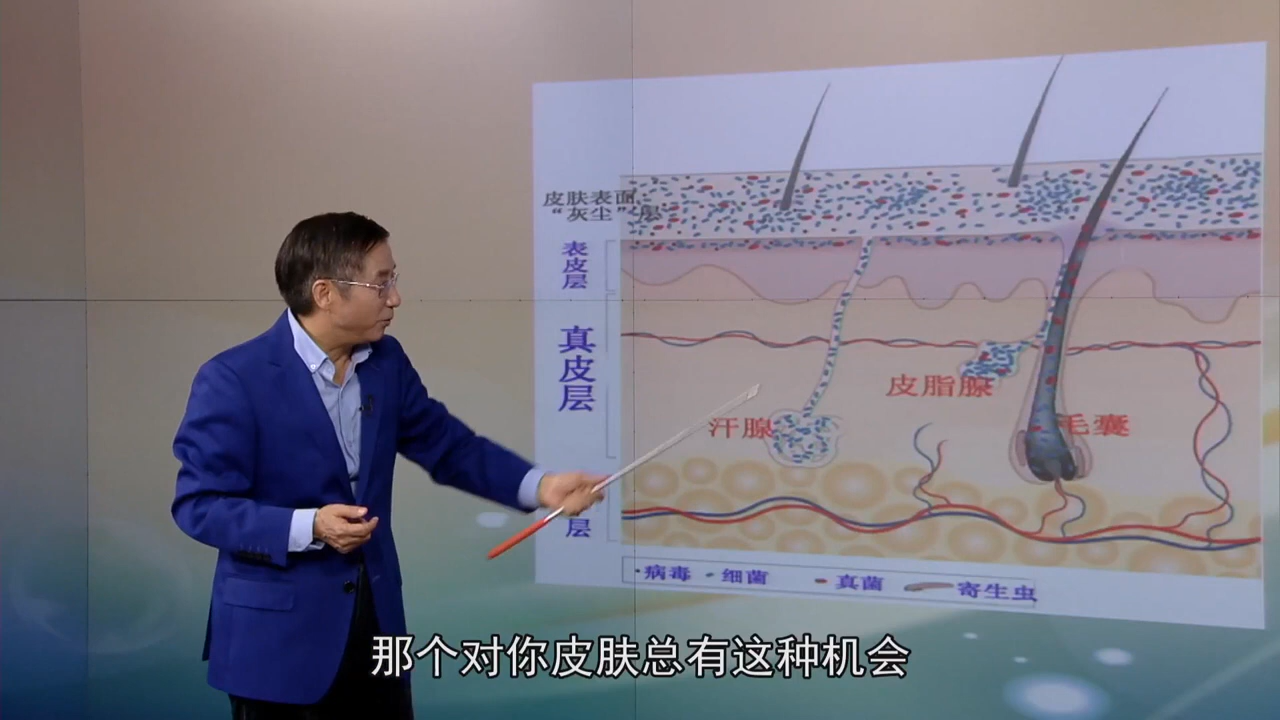 皮肤表面
“灰尘”层
表皮层
真皮层
皮脂腺
汗腺
毛囊
层
病毒 细菌 真菌 寄生虫
那个对你皮肤总有这种机会